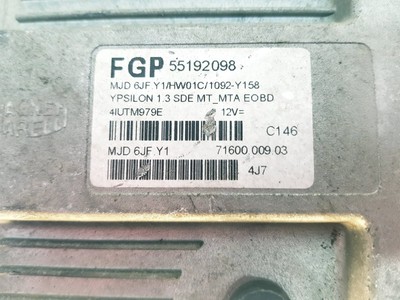 FGP 55192098
MJD 6JF.Y1/HW01C/1092-Y158
YPSILON 1.3 SDE MT_MTA EOBD
4IUTM979E 12V=
C146
MJD 6JF.Y1 71600.009.03
4J7